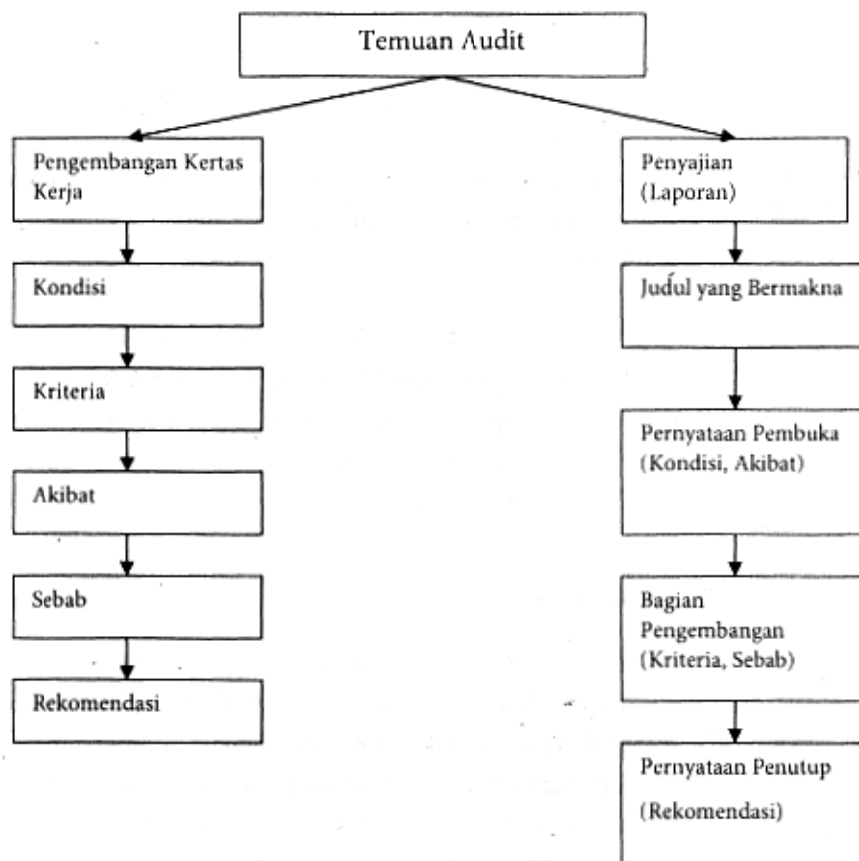 Temuan Audit
Pengembangan Kertas
Kerja
Kondisi
Kriteria
Akibat
Sebab
Rekomendasi
Penyajian
(Laporan)
Judul yang Bermakna
Pernyataan Pembuka
(Kondisi, Akibat)
Bagian
Pengembangan
(Kriteria, Sebab)
Pernyataan Penutup
(Rekomendasi)